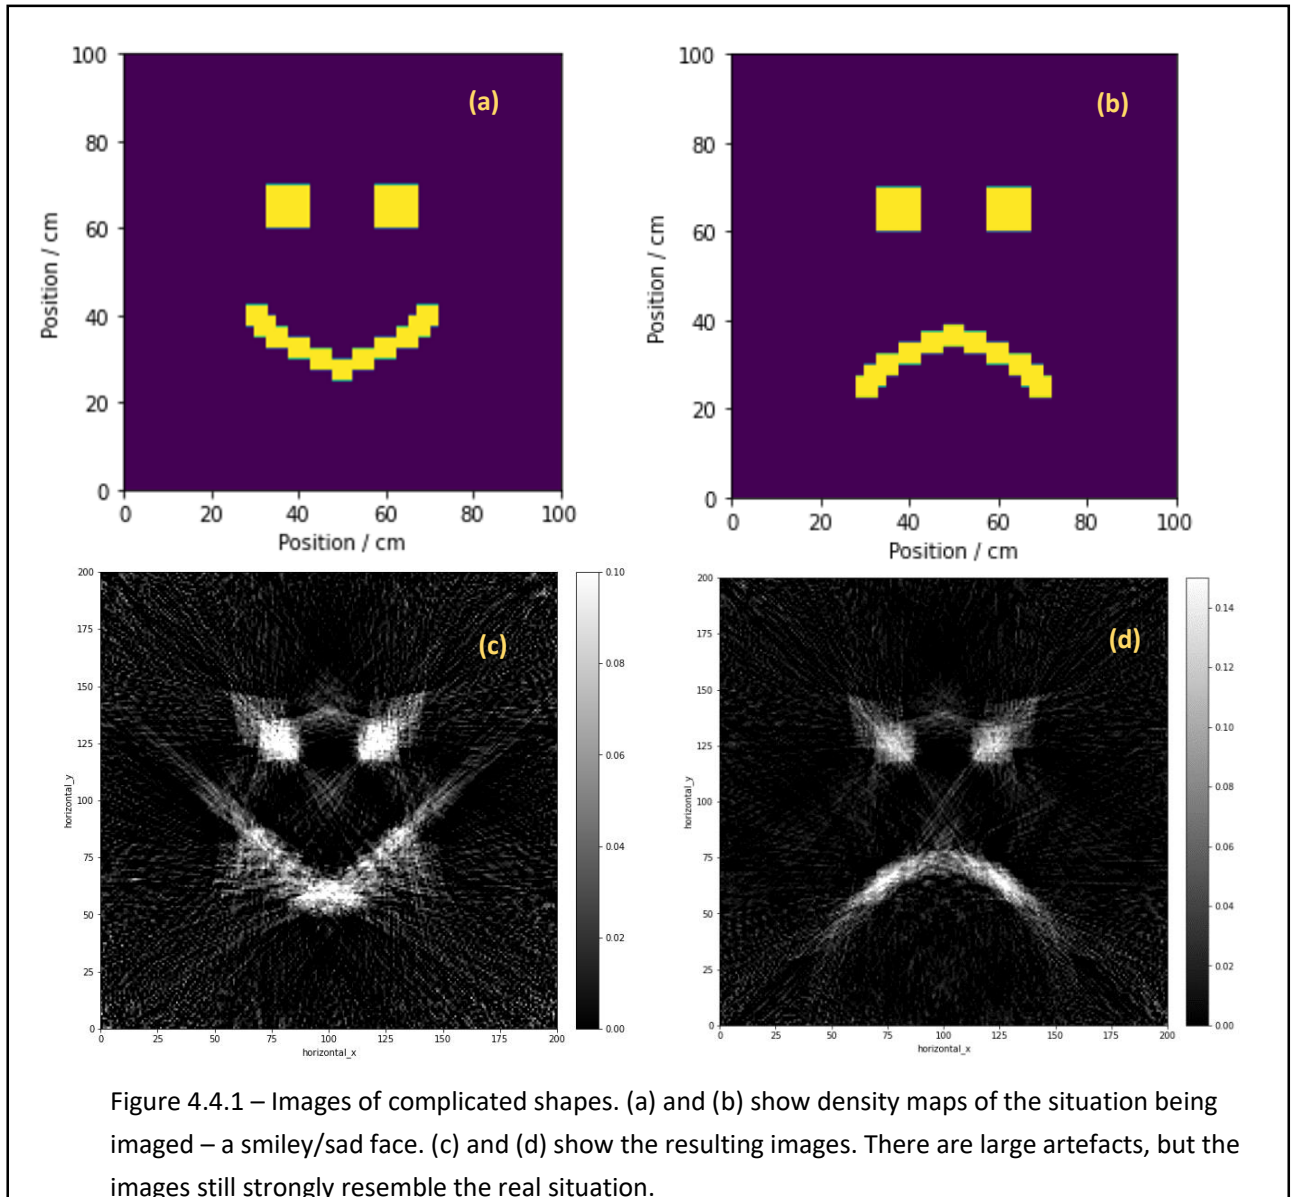 100
80
60
40
20
0
Position / cm
(a)
0 20 40 60 80 100
Position / cm
100
80
60
40
20
0
Position / cm
(b)
0 20 40 60 80 100
Position / cm
200
175
150
125
100
75
50
25
0
horizontal_y
(c)
0 25 50 75 100 125 150 175 200
horizontal_x
0.10
0.08
0.06
0.04
0.02
0.00
200
175
150
125
100
75
50
25
0
horizontal_y
(d)
0 25 50 75 100 125 150 175 200
horizontal_x
0.14
0.12
0.10
0.08
0.06
0.04
0.02
0.00
Figure 4.4.1 – Images of complicated shapes. (a) and (b) show density maps of the situation being
imaged – a smiley/sad face. (c) and (d) show the resulting images. There are large artefacts, but the
images still strongly resemble the real situation.